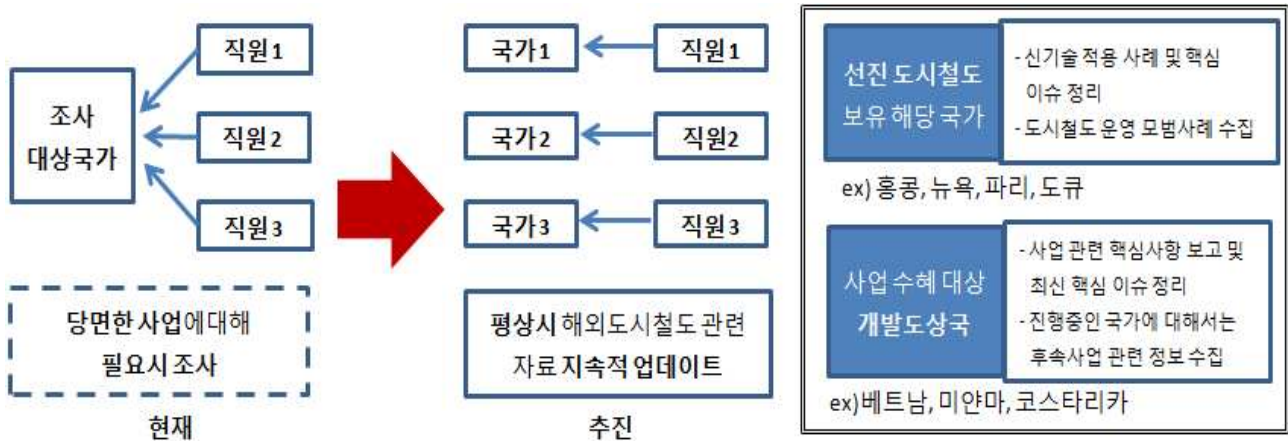 직원1
조사
대상국가
직원2
직원3
당면한 사업에대해
필요시 조사
현재
국가1
직원1
국가2
직원2
국가3
직원3
평상시 해외도시철도 관련
자료 지속적 업데이트
추진
선진 도시철도
보유 해당 국가
- 신기술 적용 사례 및 핵심
이슈 정리
- 도시철도 운영 모범사례 수집
ex) 홍콩, 뉴욕, 파리, 도큐
사업 수혜 대상
개발도상국
- 사업 관련 핵심사항 보고 및
최신 핵심 이슈 정리
- 진행중인 국가에 대해서는
후속사업 관련 정보 수집
ex)베트남, 미얀마, 코스타리카